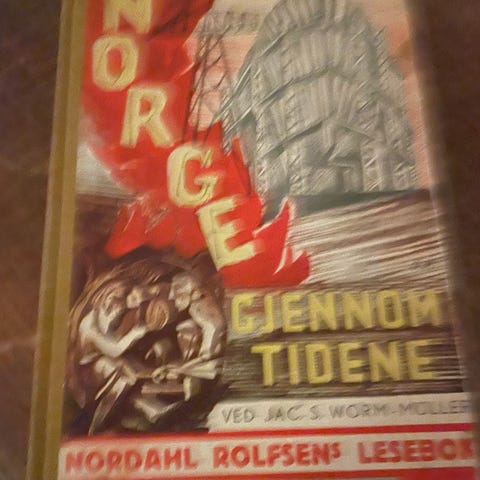 NORGE
GJENNOM
TIDENE
VED JAC. S. WORM-MÜLLER
NORDAHL ROLFSENS LESEBOK